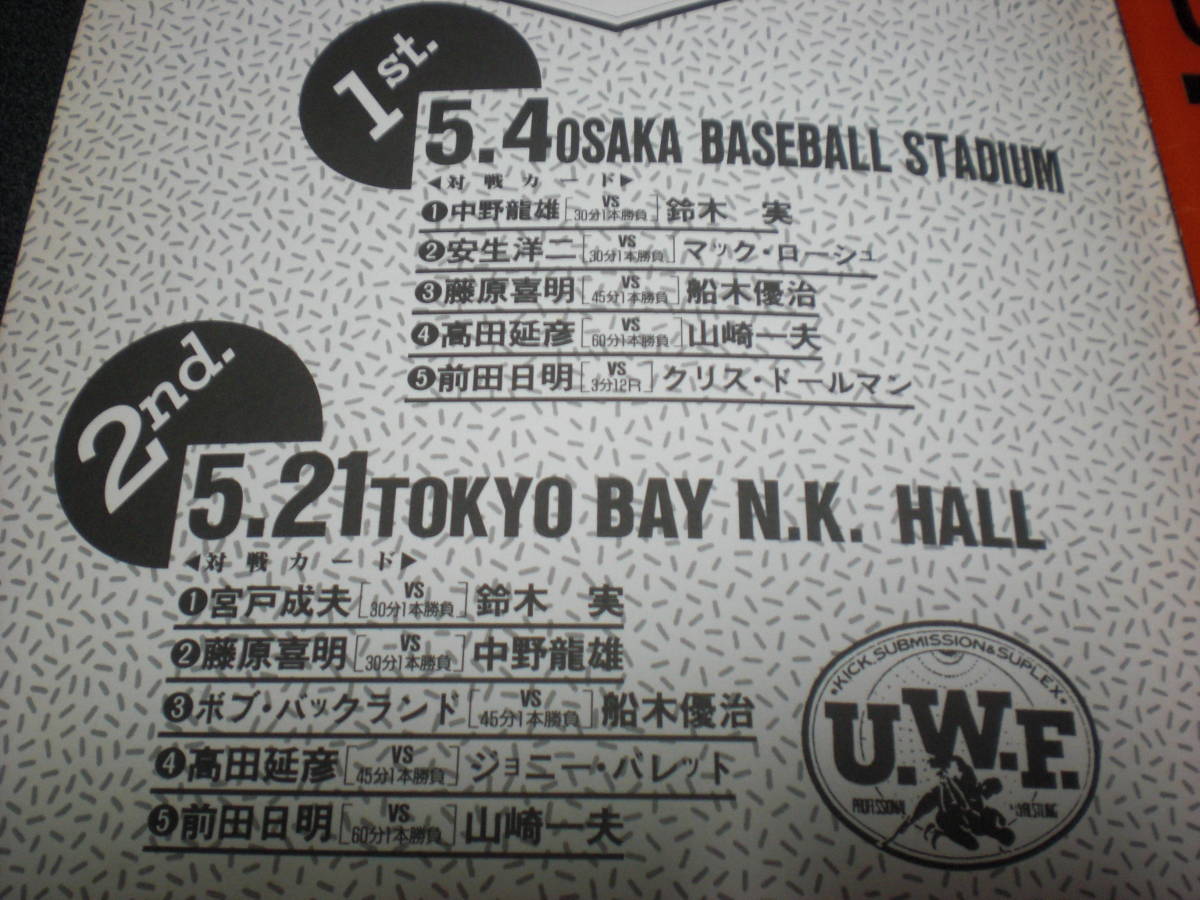 1st.
5.4 OSAKA BASEBALL STADIUM
◀対戦カード▶
❶中野龍雄[VS 30分1本勝負]鈴木 実
❷安生洋二[VS 30分1本勝負]マック・ローシュ
❸藤原喜明[VS 45分1本勝負]船木優治
❹高田延彦[VS 60分1本勝負]山崎一夫
❺前田日明[VS 3分12R]クリス・ドールマン
2nd.
5.21 TOKYO BAY N.K. HALL
◀対戦カード▶
❶宮戸成夫[VS 30分1本勝負]鈴木 実
❷藤原喜明[VS 30分1本勝負]中野龍雄
❸ボブ・バックランド[VS 45分1本勝負]船木優治
❹高田延彦[VS 45分1本勝負]ジョニー・バレット
❺前田日明[VS 60分1本勝負]山崎一夫
KICK, SUBMISSION & SUPLEX
U.W.F.
PROFESSIONAL WRESTLING